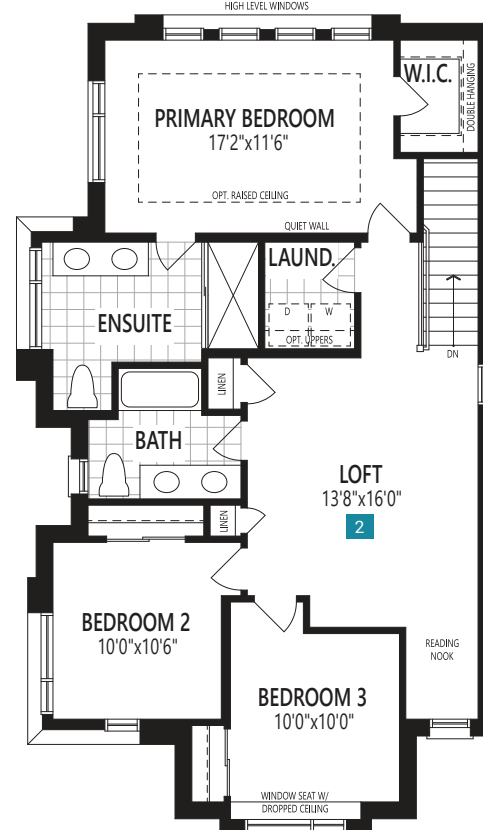 HIGH LEVEL WINDOWS
W.I.C.
DOUBLE HANGING
PRIMARY BEDROOM
17'2"x11'6"
OPT. RAISED CEILING
QUIET WALL
LAUND.
D W
OPT. UPPERS
DN
ENSUITE
LINEN
BATH
LOFT
13'8"x16'0"
2
LINEN
BEDROOM 2
10'0"x10'6"
READING
NOOK
BEDROOM 3
10'0"x10'0"
WINDOW SEAT W/
DROPPED CEILING